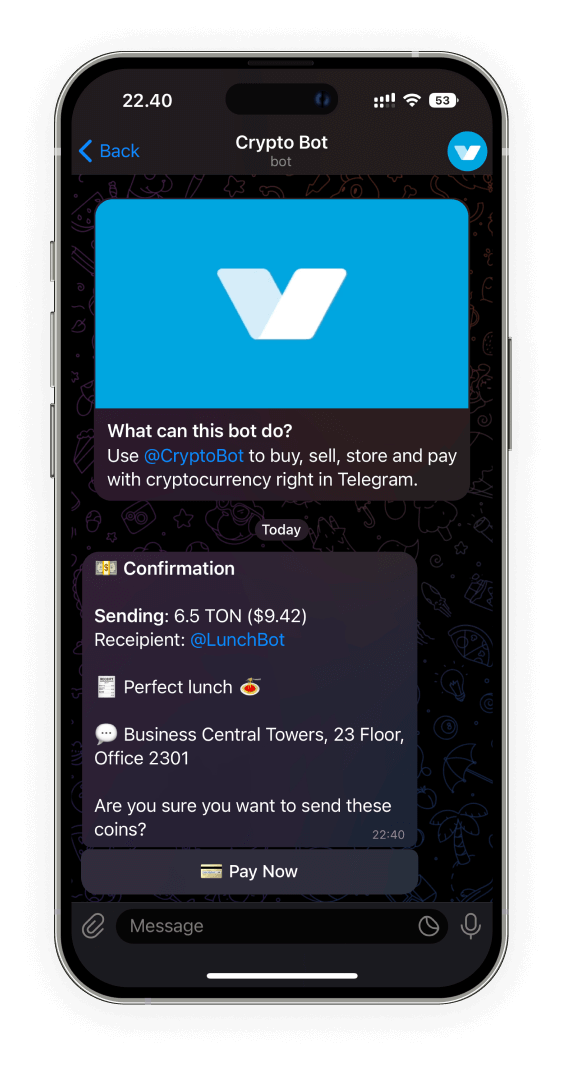 22.40
53
Back
Crypto Bot
bot
What can this bot do?
Use @CryptoBot to buy, sell, store and pay
with cryptocurrency right in Telegram.
Today
Confirmation
Sending: 6.5 TON ($9.42)
Receipient: @LunchBot
Perfect lunch
Business Central Towers, 23 Floor,
Office 2301
Are you sure you want to send these
coins?
22:40
Pay Now
Message